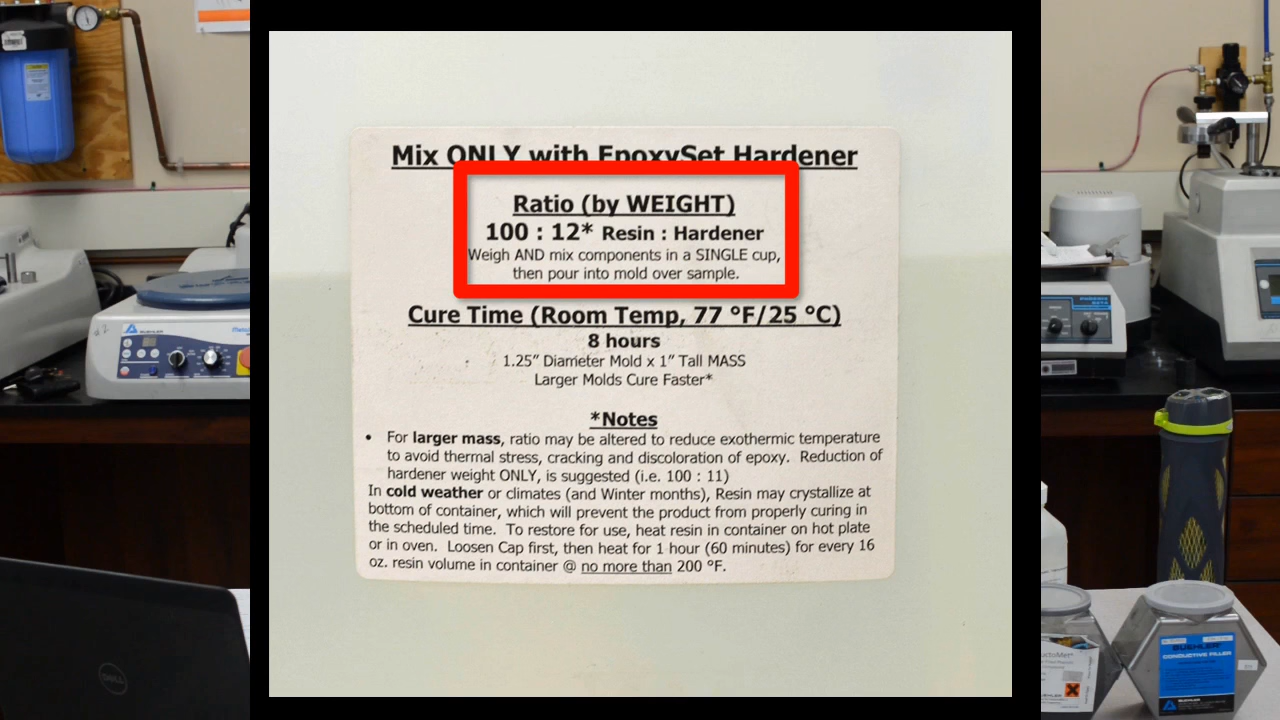 Mix ONLY with EpoxySet Hardener
Ratio (by WEIGHT)
100 : 12* Resin : Hardener
Weigh AND mix components in a SINGLE cup,
then pour into mold over sample.
Cure Time (Room Temp, 77 °F/25 °C)
8 hours
1.25” Diameter Mold x 1” Tall MASS
Larger Molds Cure Faster*
*Notes
• For larger mass, ratio may be altered to reduce exothermic temperature
to avoid thermal stress, cracking and discoloration of epoxy. Reduction of
hardener weight ONLY, is suggested (i.e. 100 : 11)
In cold weather or climates (and Winter months), Resin may crystallize at
bottom of container, which will prevent the product from properly curing in
the scheduled time. To restore for use, heat resin in container on hot plate
or in oven. Loosen Cap first, then heat for 1 hour (60 minutes) for every 16
oz. resin volume in container @ no more than 200 °F.
BUEHLER
DELL
BUEHLER
CONDUCTIVE FILLER